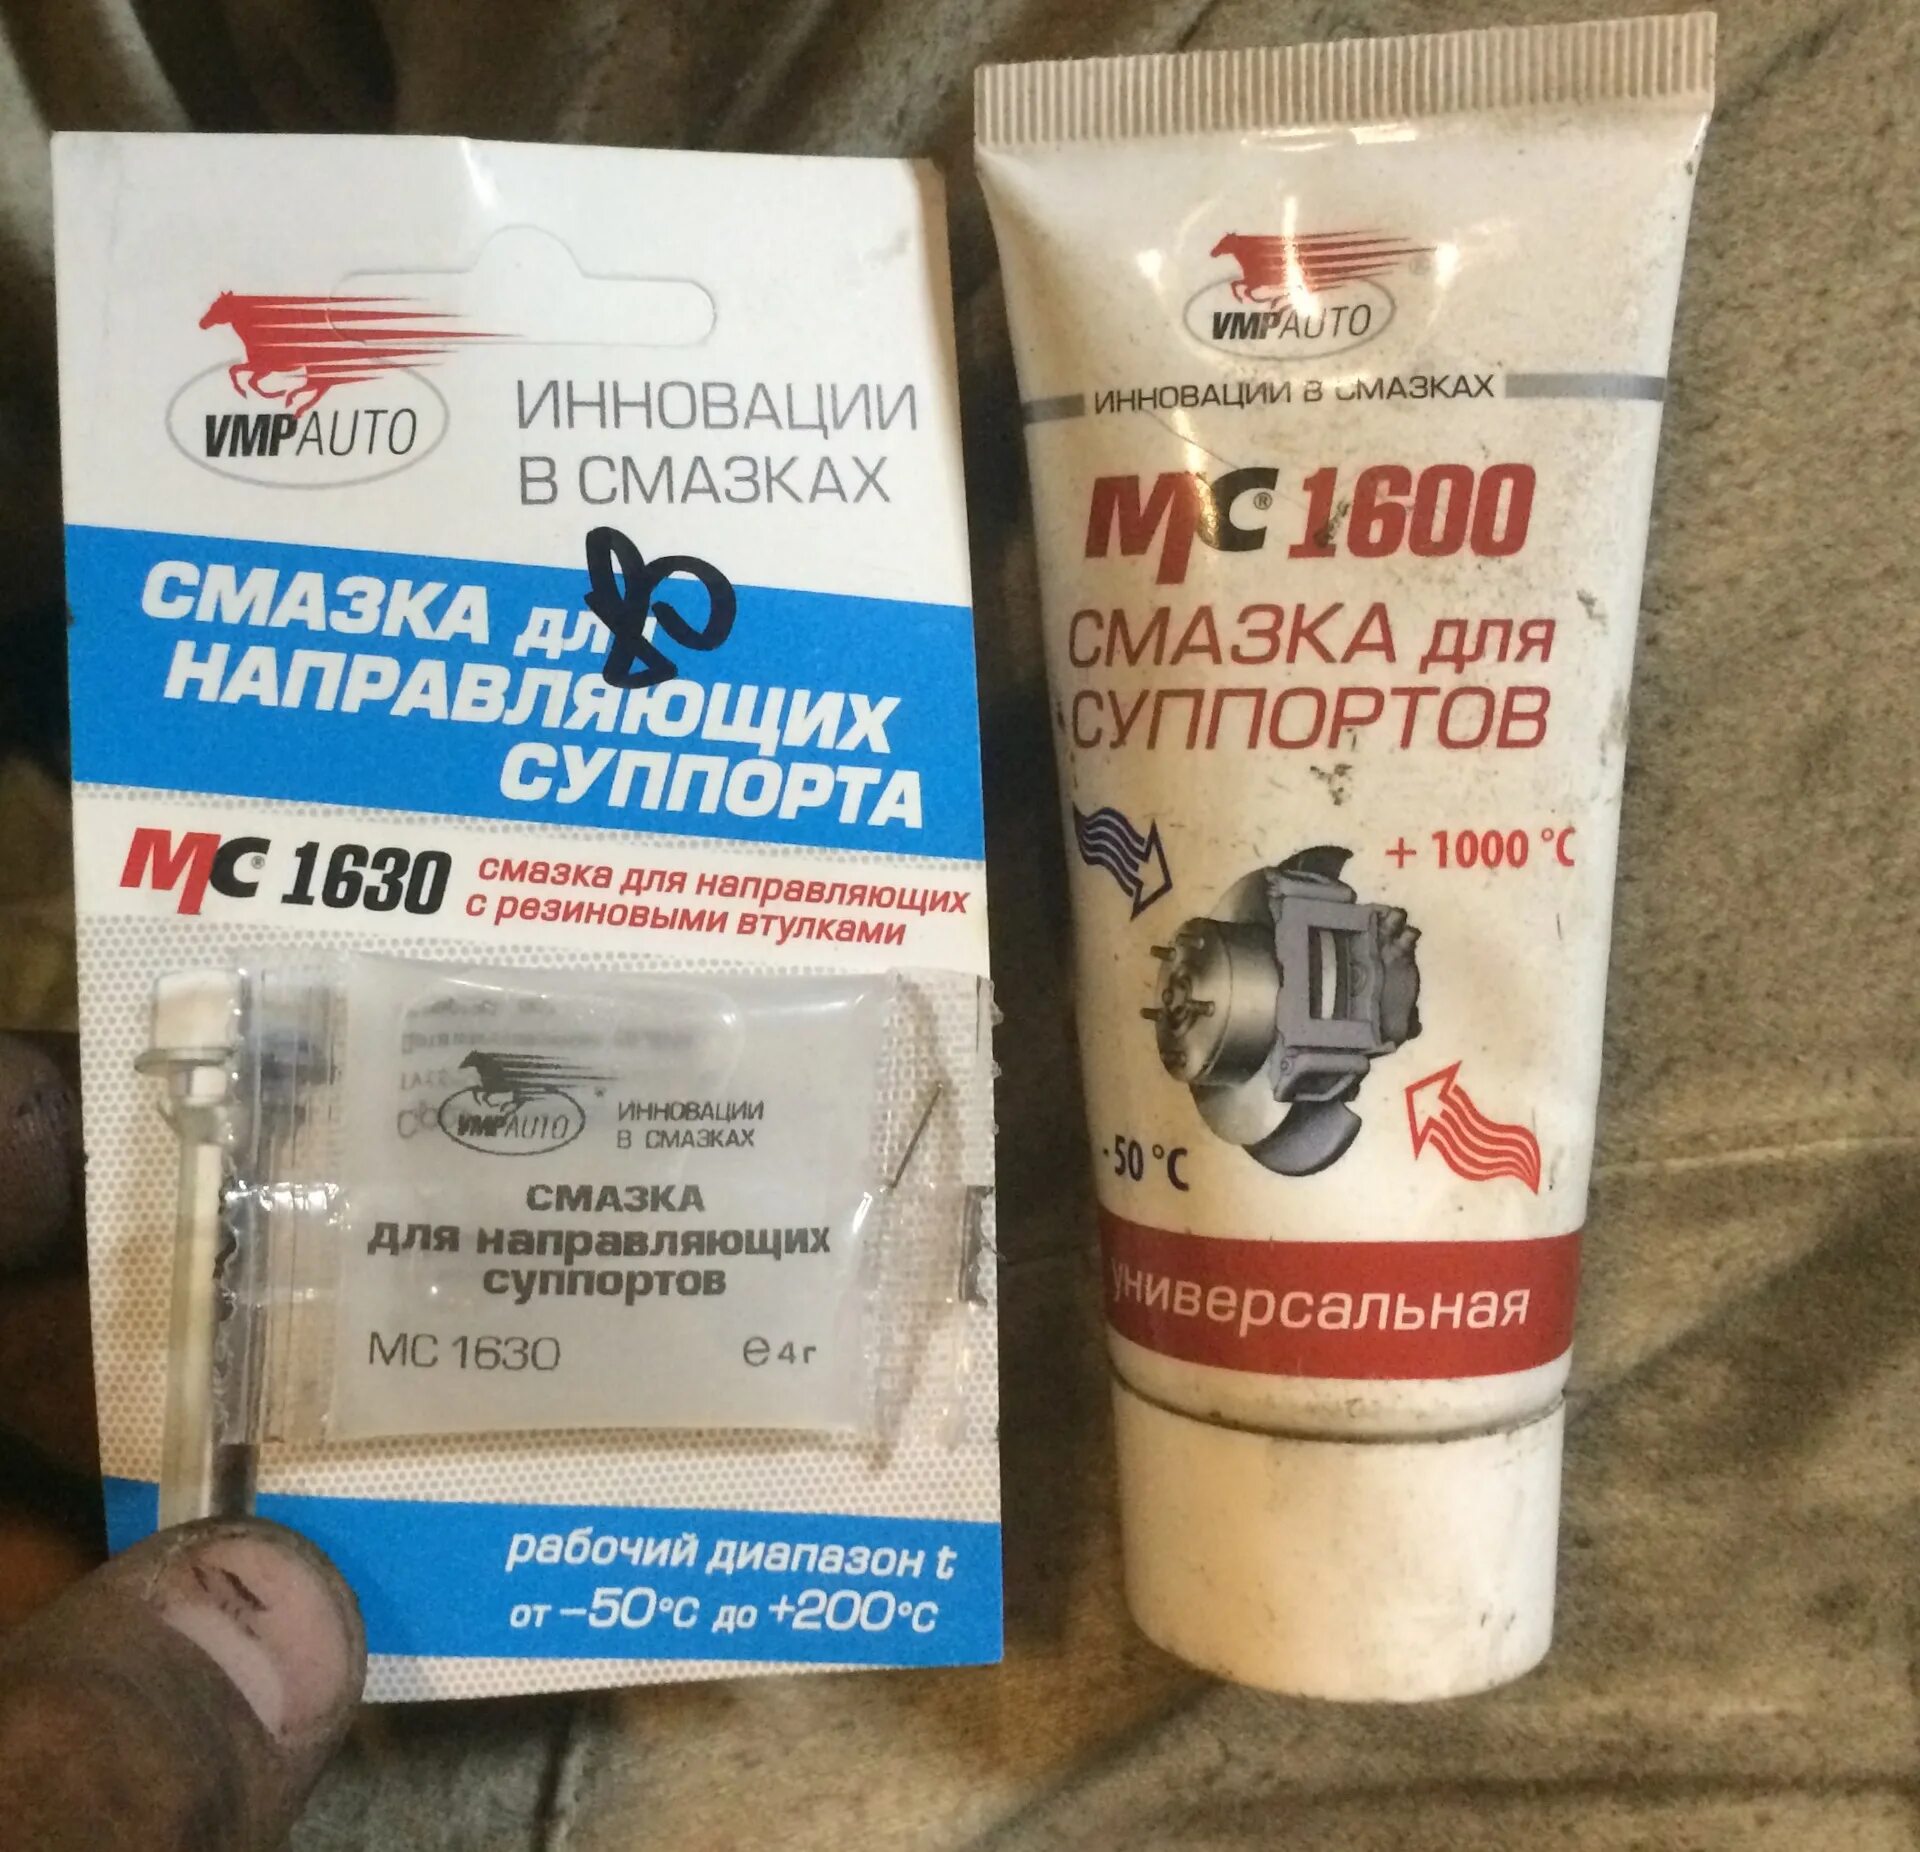 VMPAUTO
ИННОВАЦИИ
В СМАЗКАХ
80
СМАЗКА для
НАПРАВЛЯЮЩИХ
СУППОРТА
МС® 1630
смазка для направляющих
с резиновыми втулками
VMPAUTO
ИННОВАЦИИ
В СМАЗКАХ
СМАЗКА
для направляющих
суппортов
МС 1630
℮ 4 г
рабочий диапазон t
от –50°С до +200°С
VMPAUTO
ИННОВАЦИИ В СМАЗКАХ
МС® 1600
СМАЗКА для
СУППОРТОВ
+ 1000 °C
- 50 °C
универсальная